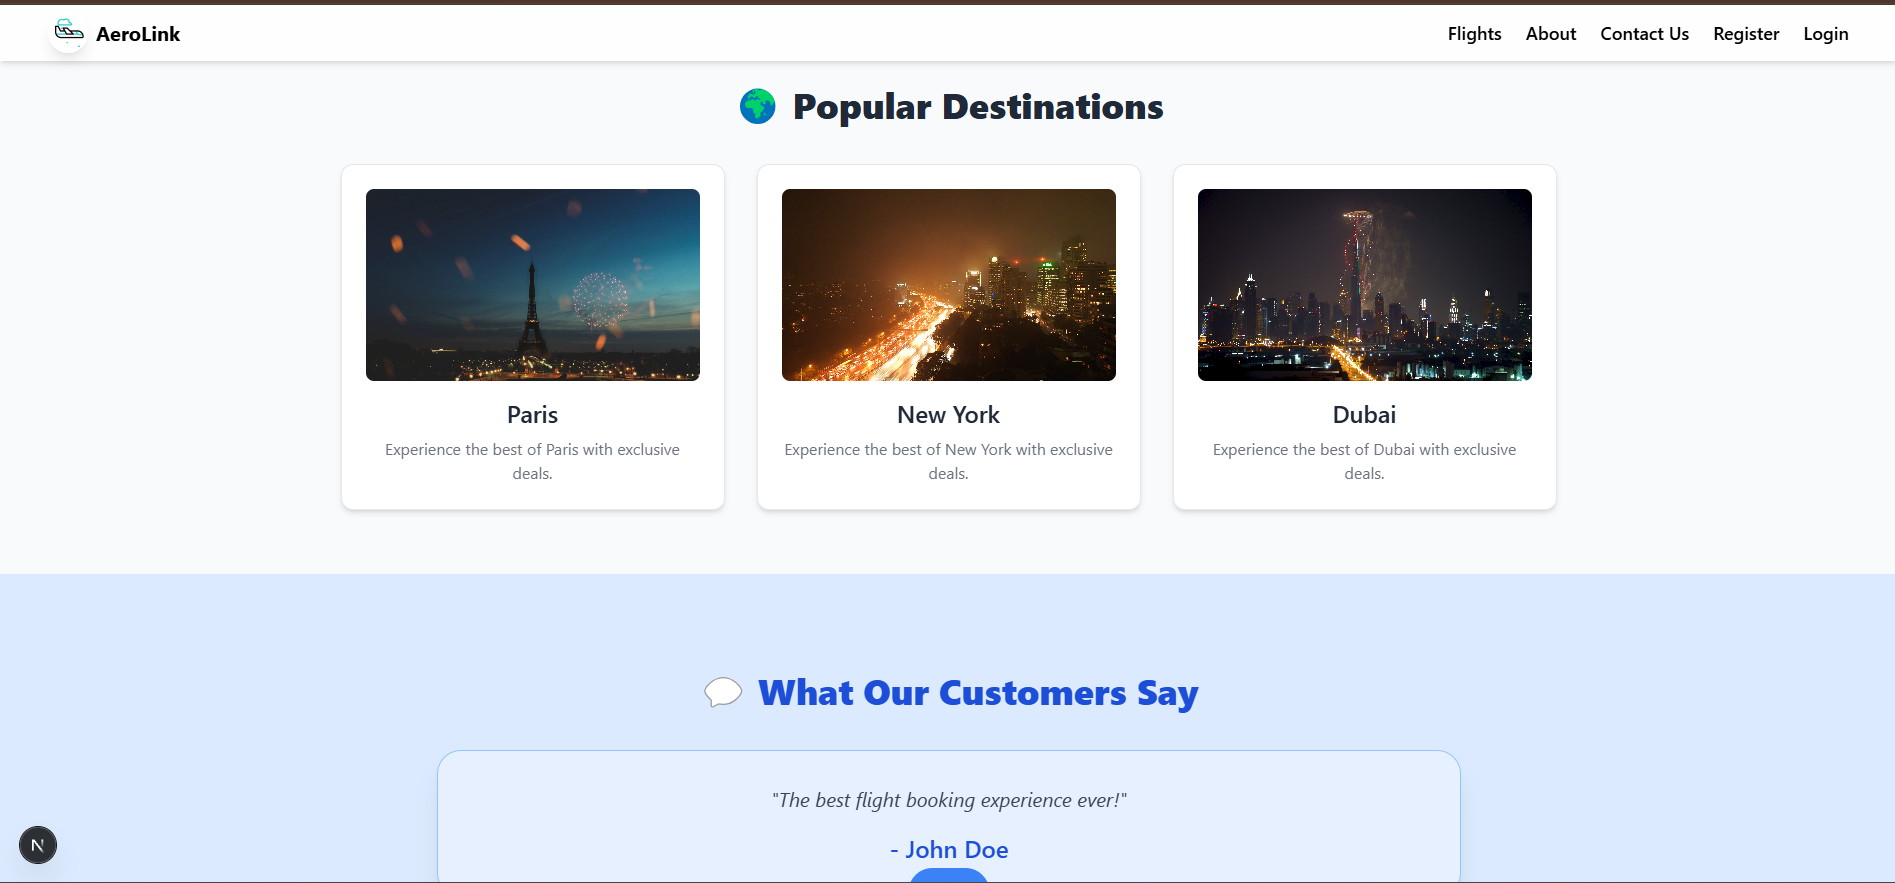 AeroLink
Flights
About
Contact Us
Register
Login
Popular Destinations
Paris
Experience the best of Paris with exclusive
deals.
New York
Experience the best of New York with exclusive
deals.
Dubai
Experience the best of Dubai with exclusive
deals.
What Our Customers Say
"The best flight booking experience ever!"
- John Doe
N